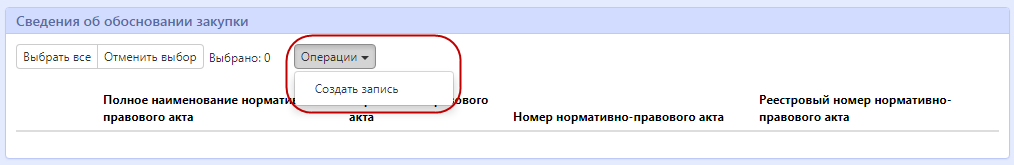 Сведения об обосновании закупки
Выбрать все Отменить выбор Выбрано: 0 Операции
Создать запись
Полное наименование
правового акта
акта
Номер нормативно-правового акта
Реестровый номер нормативно-
правового акта